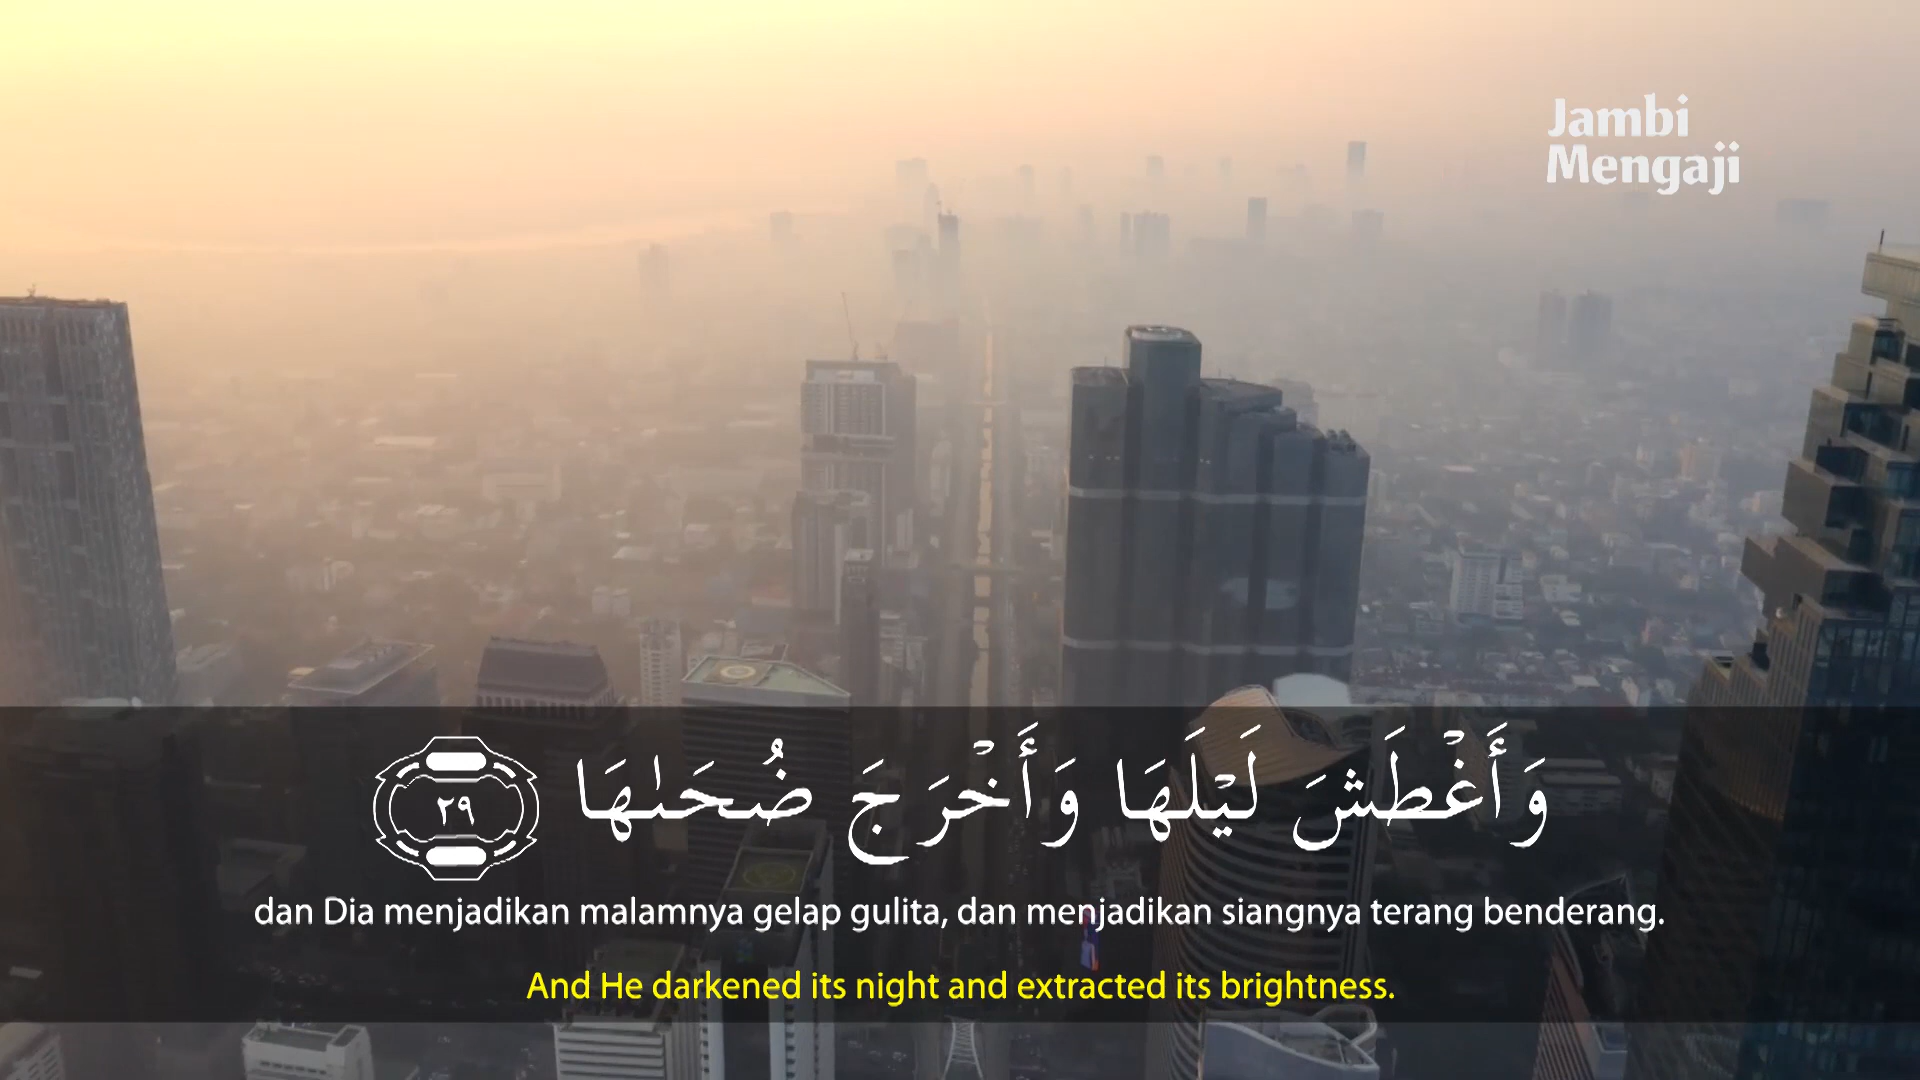 Jambi
Mengaji
وَأَغْطَشَ لَيْلَهَا وَأَخْرَجَ ضُحَىٰهَا ٢٩
dan Dia menjadikan malamnya gelap gulita, dan menjadikan siangnya terang benderang.
And He darkened its night and extracted its brightness.